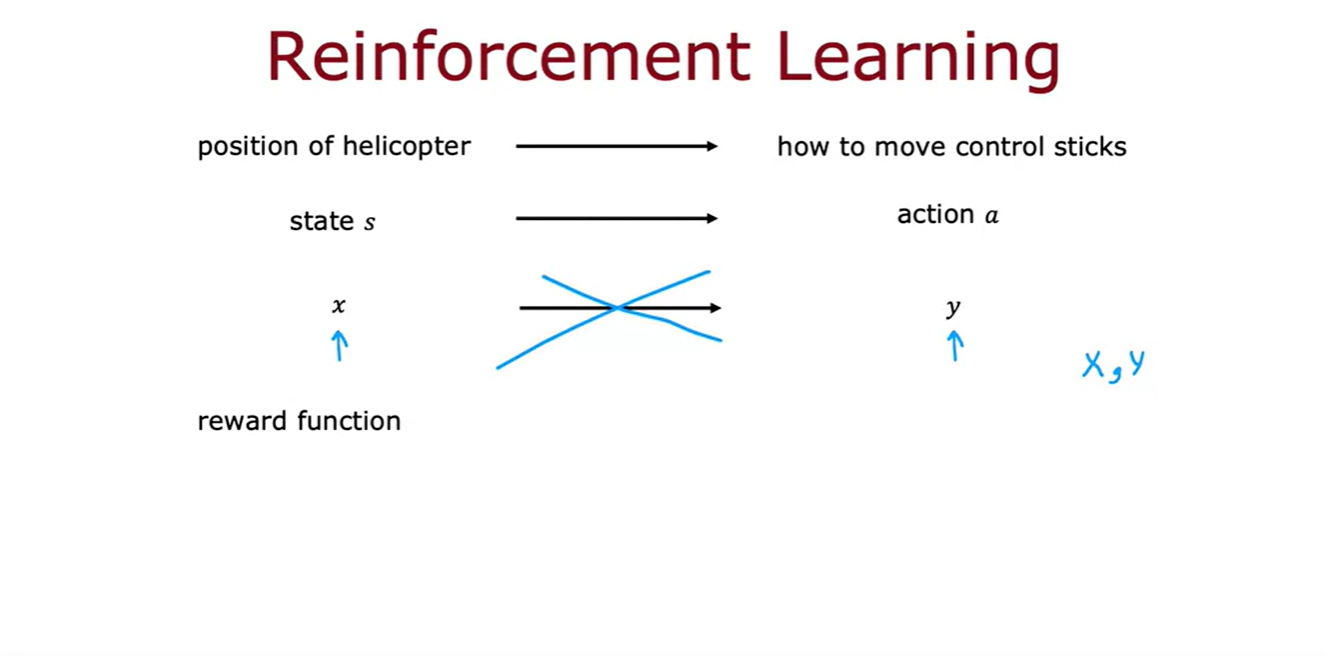 Reinforcement Learning
position of helicopter how to move control sticks
state s action a
x y
X, Y
reward function